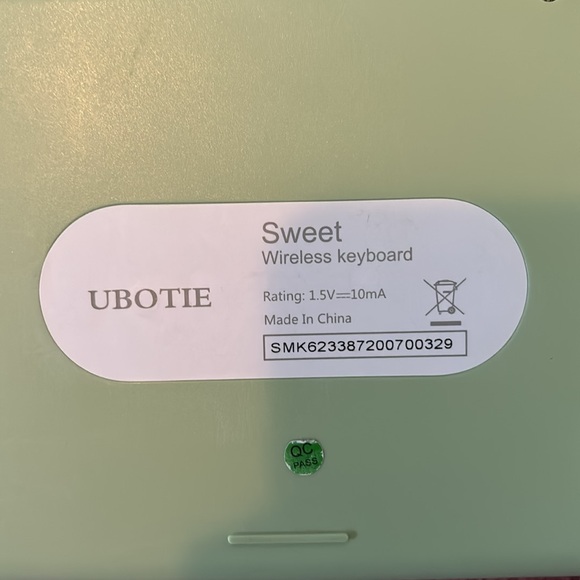 UBOTIE
Sweet
Wireless keyboard
Rating: 1.5V⎓10mA
Made In China
SMK623387200700329
QC
PASS